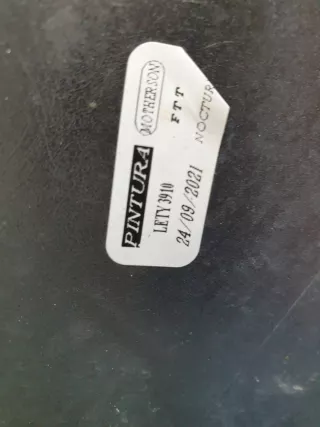 PINTURA MOTHERSON
LETY 3910 FTT
24/09/2021 NOCTUR